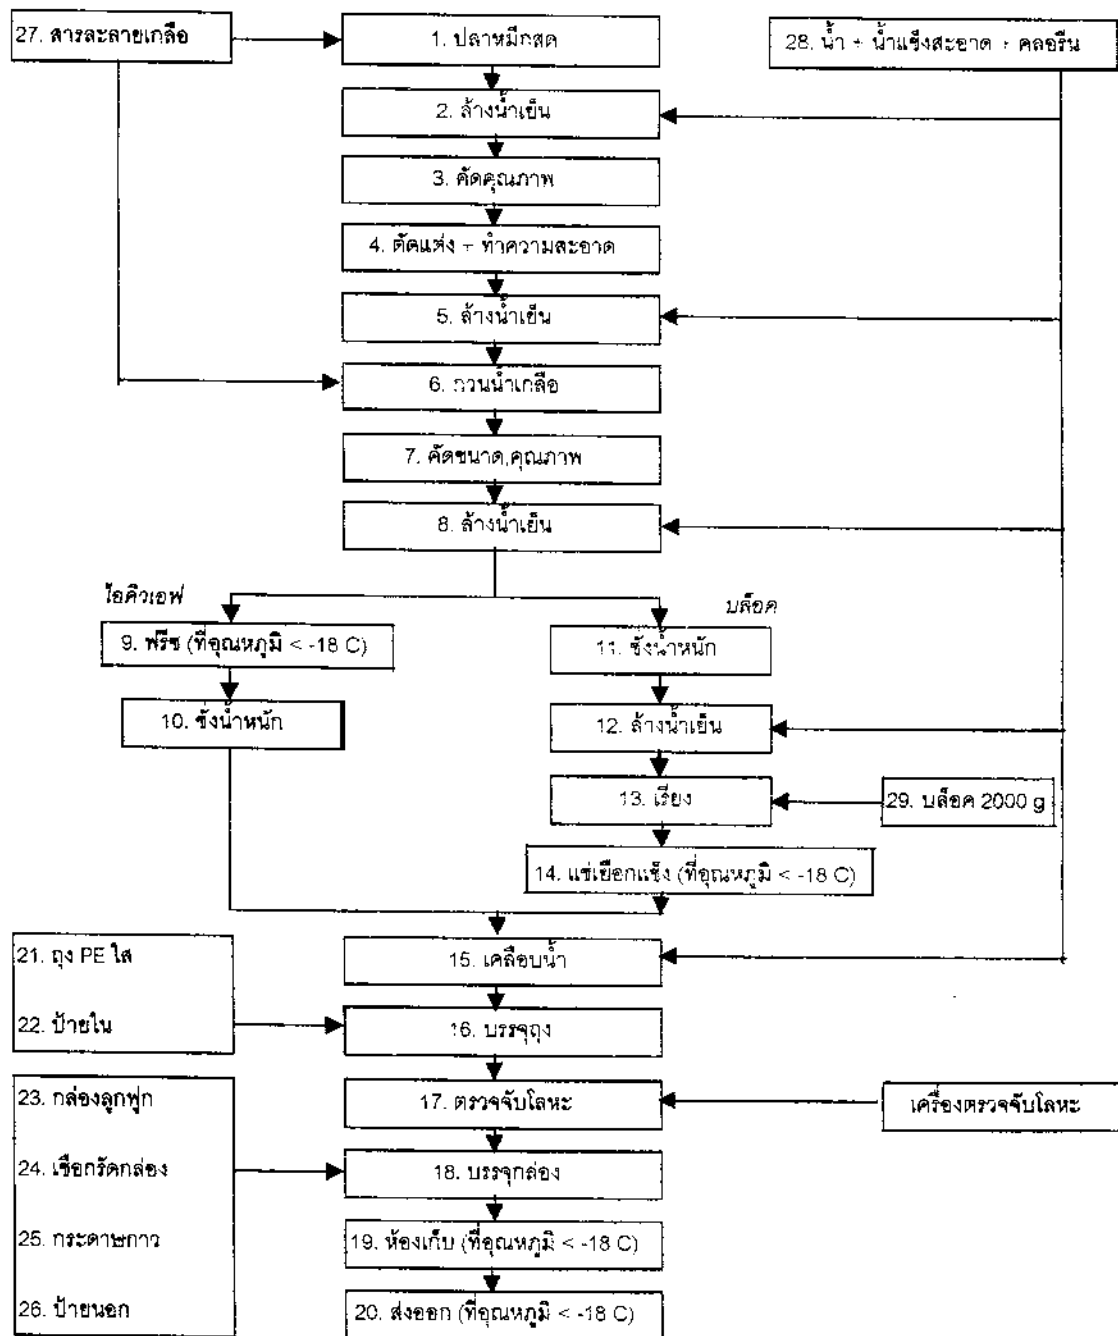 27. สารละลายเกลือ
1. ปลาหมึกสด
28. น้ำ + น้ำแข็งสะอาด + คลอรีน
2. ล้างน้ำเย็น
3. คัดคุณภาพ
4. ตัดแต่ง + ทำความสะอาด
5. ล้างน้ำเย็น
6. กวนน้ำเกลือ
7. คัดขนาด,คุณภาพ
8. ล้างน้ำเย็น
ไอคิวเอฟ
บล็อค
9. ฟรีซ (ที่อุณหภูมิ < -18 C)
11. ชั่งน้ำหนัก
10. ชั่งน้ำหนัก
12. ล้างน้ำเย็น
13. เรียง
29. บล็อค 2000 g
14. แช่เยือกแข็ง (ที่อุณหภูมิ < -18 C)
21. ถุง PE ใส
15. เคลือบน้ำ
22. ป้ายใน
16. บรรจุถุง
23. กล่องลูกฟูก
17. ตรวจจับโลหะ
เครื่องตรวจจับโลหะ
24. เชือกรัดกล่อง
18. บรรจุกล่อง
25. กระดาษกาว
19. ห้องเก็บ (ที่อุณหภูมิ < -18 C)
26. ป้ายนอก
20. ส่งออก (ที่อุณหภูมิ < -18 C)